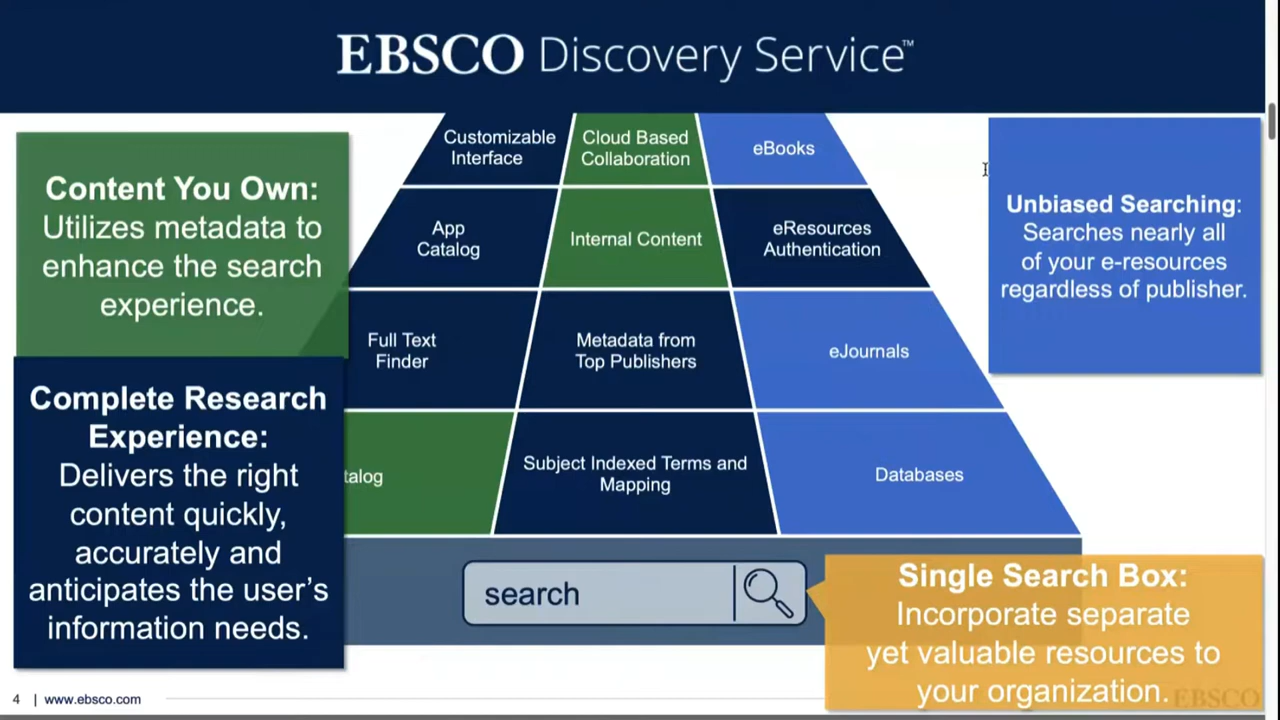 EBSCO Discovery Service™
Customizable
Interface
Cloud Based
Collaboration
eBooks
App
Catalog
Internal Content
eResources
Authentication
Full Text
Finder
Metadata from
Top Publishers
eJournals
talog
Subject Indexed Terms and
Mapping
Databases
Content You Own:
Utilizes metadata to
enhance the search
experience.
Complete Research
Experience:
Delivers the right
content quickly,
accurately and
anticipates the user’s
information needs.
Unbiased Searching:
Searches nearly all
of your e-resources
regardless of publisher.
search
Single Search Box:
Incorporate separate
yet valuable resources to
your organization.
4 | www.ebsco.com
EBSCO